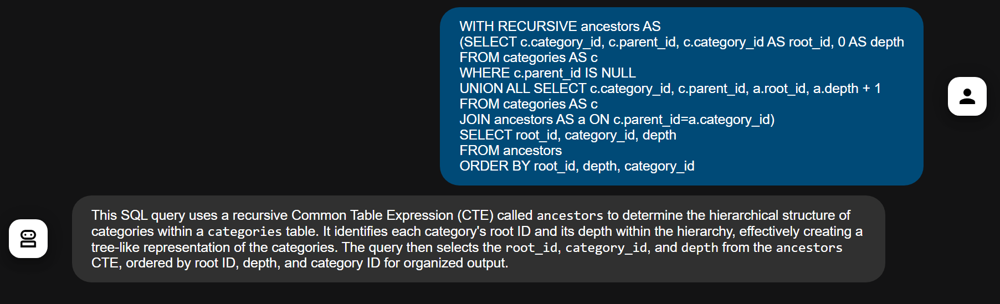 WITH RECURSIVE ancestors AS
(SELECT c.category_id, c.parent_id, c.category_id AS root_id, 0 AS depth
FROM categories AS c
WHERE c.parent_id IS NULL
UNION ALL SELECT c.category_id, c.parent_id, a.root_id, a.depth + 1
FROM categories AS c
JOIN ancestors AS a ON c.parent_id=a.category_id)
SELECT root_id, category_id, depth
FROM ancestors
ORDER BY root_id, depth, category_id
This SQL query uses a recursive Common Table Expression (CTE) called ancestors to determine the hierarchical structure of
categories within a categories table. It identifies each category's root ID and its depth within the hierarchy, effectively creating a
tree-like representation of the categories. The query then selects the root_id, category_id, and depth from the ancestors
CTE, ordered by root ID, depth, and category ID for organized output.